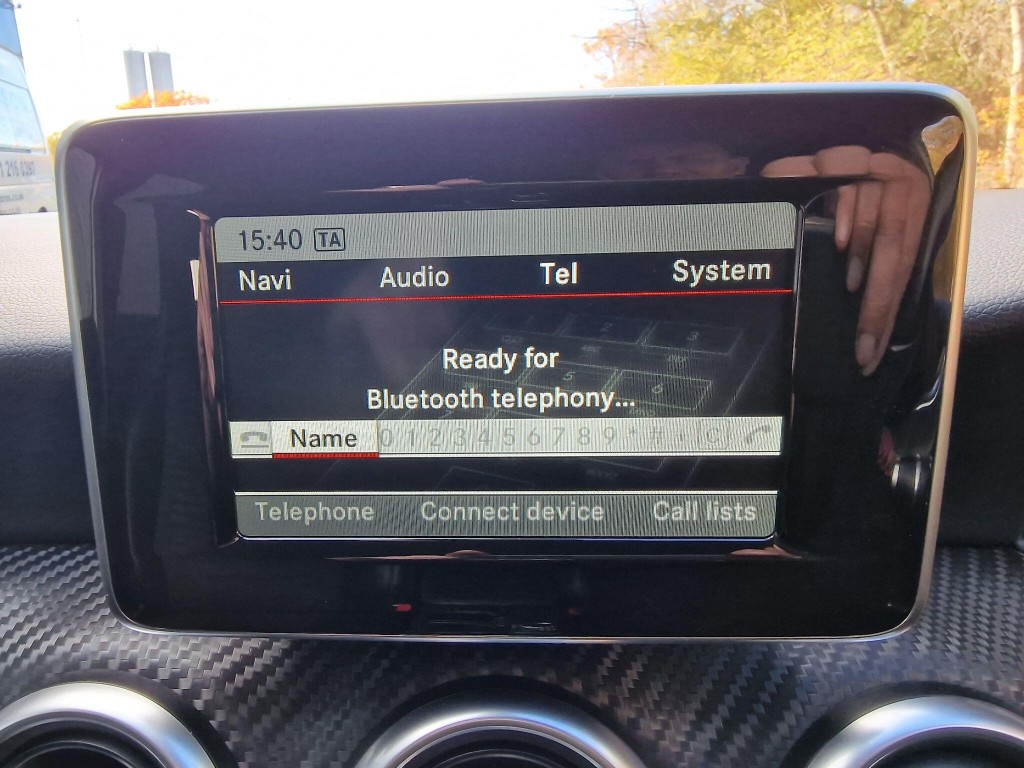 15:40 TA
Navi Audio Tel System
Ready for
Bluetooth telephony...
Name 0 1 2 3 4 5 6 7 8 9 * # +
Telephone Connect device Call lists